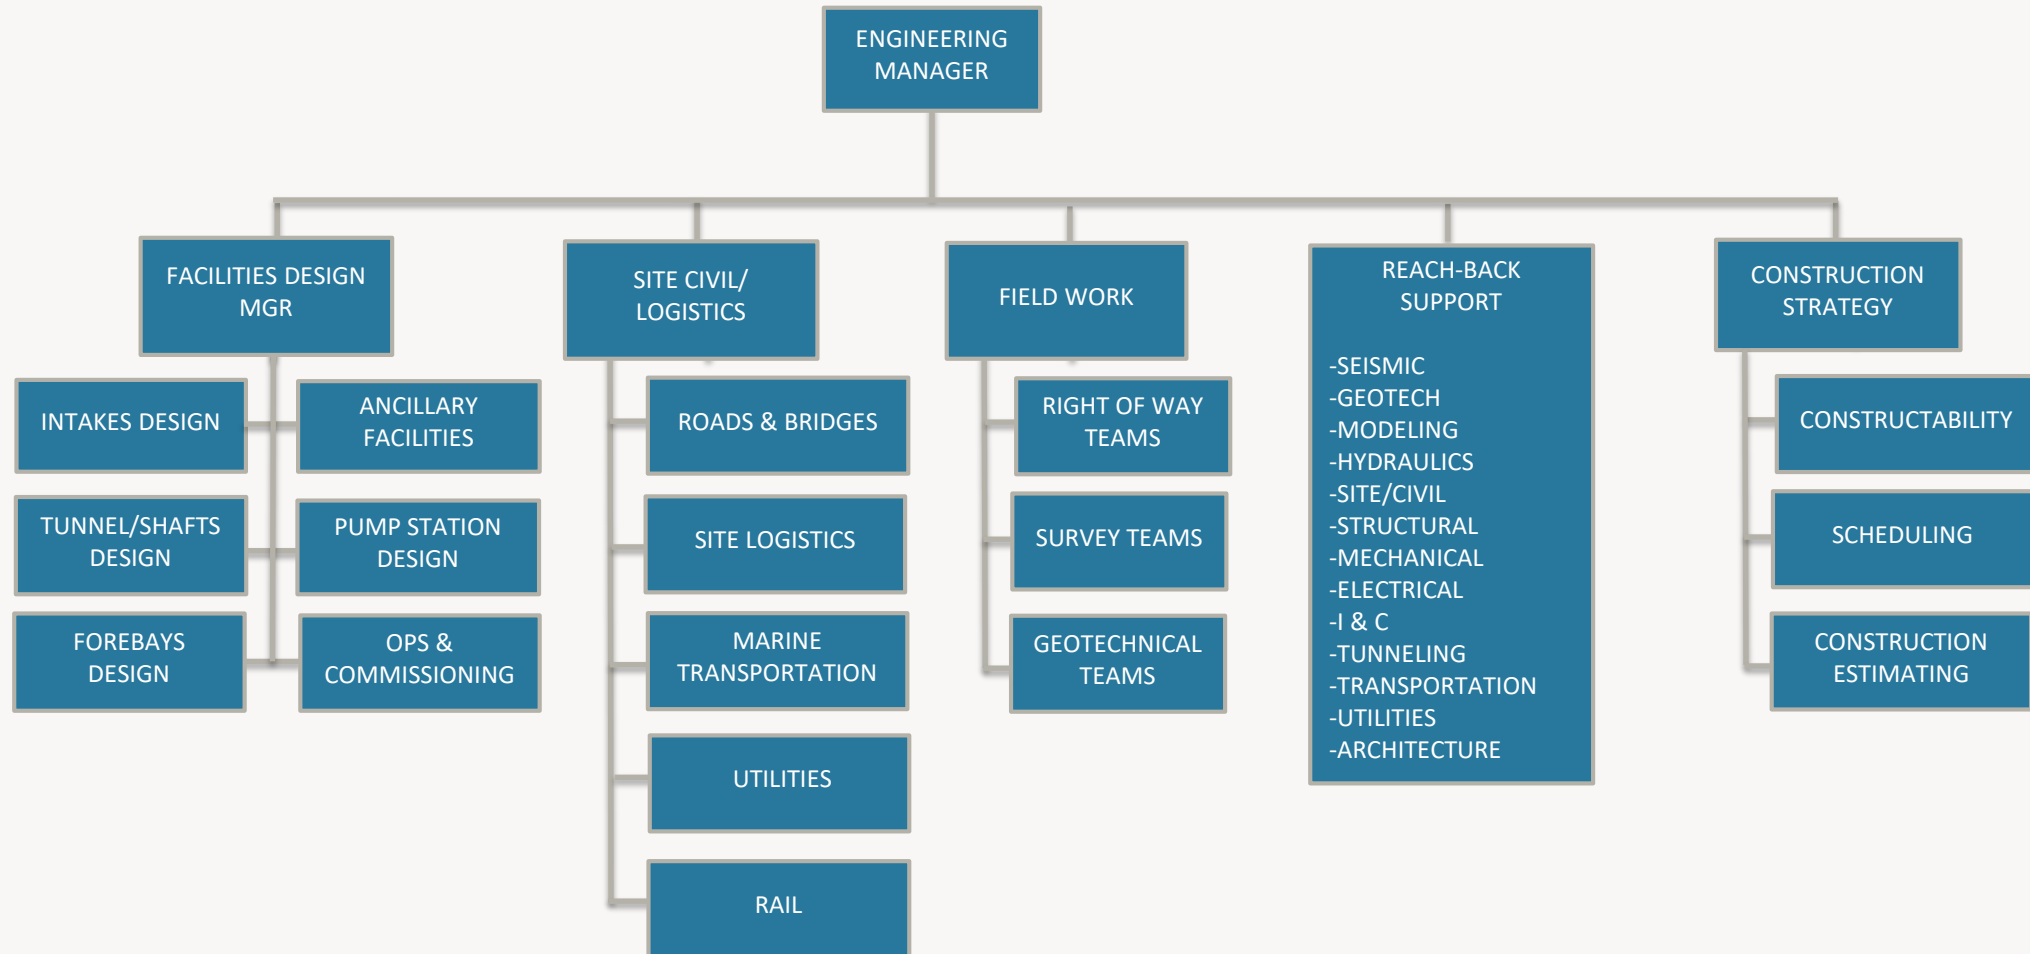 ENGINEERING
MANAGER
FACILITIES DESIGN
MGR
INTAKES DESIGN
ANCILLARY
FACILITIES
TUNNEL/SHAFTS
DESIGN
PUMP STATION
DESIGN
FOREBAYS
DESIGN
OPS &
COMMISSIONING
SITE CIVIL/
LOGISTICS
ROADS & BRIDGES
SITE LOGISTICS
MARINE
TRANSPORTATION
UTILITIES
RAIL
FIELD WORK
RIGHT OF WAY
TEAMS
SURVEY TEAMS
GEOTECHNICAL
TEAMS
REACH-BACK
SUPPORT
-SEISMIC
-GEOTECH
-MODELING
-HYDRAULICS
-SITE/CIVIL
-STRUCTURAL
-MECHANICAL
-ELECTRICAL
-I & C
-TUNNELING
-TRANSPORTATION
-UTILITIES
-ARCHITECTURE
CONSTRUCTION
STRATEGY
CONSTRUCTABILITY
SCHEDULING
CONSTRUCTION
ESTIMATING